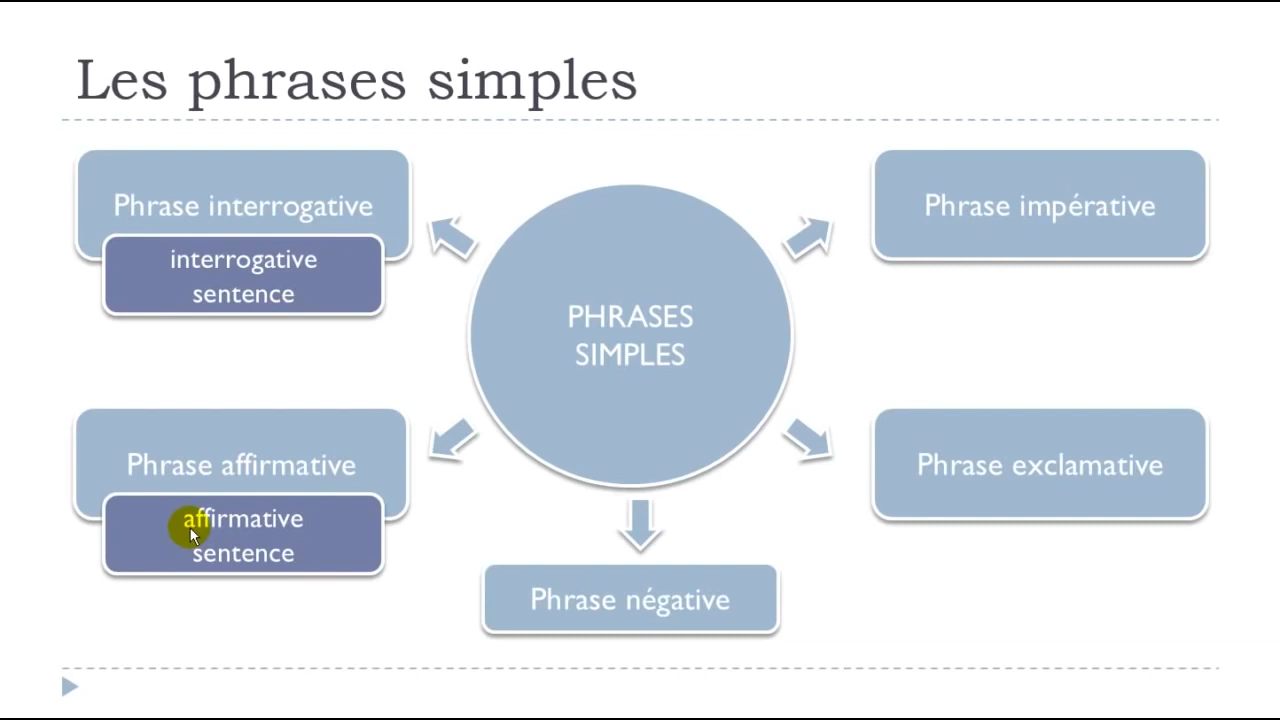 Les phrases simples
Phrase interrogative
interrogative
sentence
Phrase impérative
PHRASES
SIMPLES
Phrase affirmative
affirmative
sentence
Phrase exclamative
Phrase négative